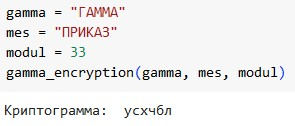 gamma = "ГАММА"
mes = "ПРИКАЗ"
modul = 33
gamma_encryption(gamma, mes, modul)
Криптограмма:  усхчбл